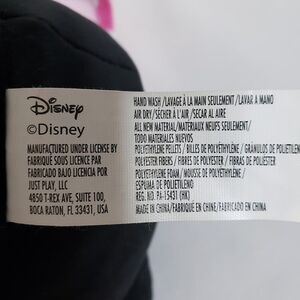 Disney
©Disney
MANUFACTURED UNDER LICENSE BY
FABRIQUÉ SOUS LICENCE PAR
FABRICADO BAJO LICENCIA POR
JUST PLAY, LLC
4850 T-REX AVE, SUITE 100,
BOCA RATON, FL 33431, USA
HAND WASH /LAVAGE À LA MAIN SEULEMENT /LAVAR A MANO
AIR DRY /SÉCHER À L'AIR /SECAR AL AIRE
ALL NEW MATERIAL/MATERIAUX NEUFS SEULEMENT/
TODO MATERIALES NUEVOS
POLYETHYLENE PELLETS / BILLES DE POLYÉTHYLÈNE / GRANULOS DE POLIETILEN
POLYESTER FIBERS / FIBRES DE POLYESTER / FIBRAS DE POLIÉSTER
POLYETHYLENE FOAM / MOUSSE DE POLYÉTHYLÈNE /
ESPUMA DE POLIETILENO
REG. NO. PA-15431 (HK)
MADE IN CHINA/FABRIQUÉ EN CHINE/FABRICADO EN CHINA